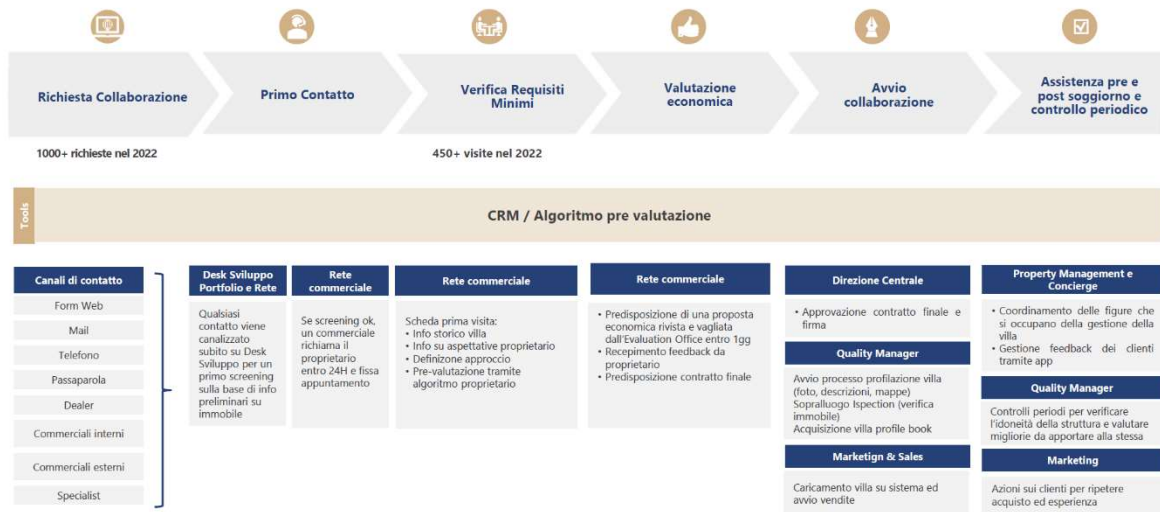 Richiesta Collaborazione
Primo Contatto
Verifica Requisiti
Minimi
Valutazione
economica
Avvio
collaborazione
Assistenza pre e
post soggiorno e
controllo periodico
1000+ richieste nel 2022
450+ visite nel 2022
Tools
CRM / Algoritmo pre valutazione
Canali di contatto
Form Web
Mail
Telefono
Passaparola
Dealer
Commerciali interni
Commerciali esterni
Specialist
Desk Sviluppo
Portfolio e Rete
Qualsiasi
contatto viene
canalizzato
subito su Desk
Sviluppo per un
primo screening
sulla base di info
preliminari su
immobile
Rete
commerciale
Se screening ok,
un commerciale
richiama il
proprietario
entro 24H e fissa
appuntamento
Rete commerciale
Scheda prima visita:
• Info storico villa
• Info su aspettative proprietario
• Definizone approccio
• Pre-valutazione tramite
algoritmo proprietario
Rete commerciale
• Predisposizione di una proposta
economica rivista e vagliata
dall'Evaluation Office entro 1gg
• Recepimento feedback da
proprietario
• Predisposizione contratto finale
Direzione Centrale
• Approvazione contratto finale e
firma
Quality Manager
Avvio processo profilazione villa
(foto, descrizioni, mappe)
Sopralluogo Ispection (verifica
immobile)
Acquisizione villa profile book
Marketign & Sales
Caricamento villa su sistema ed
avvio vendite
Property Management e
Concierge
• Coordinamento delle figure che
si occupano della gestione della
villa
• Gestione feedback dei clienti
tramite app
Quality Manager
Controlli periodi per verificare
l'idoneità della struttura e valutare
migliorie da apportare alla stessa
Marketing
Azioni sui clienti per ripetere
acquisto ed esperienza